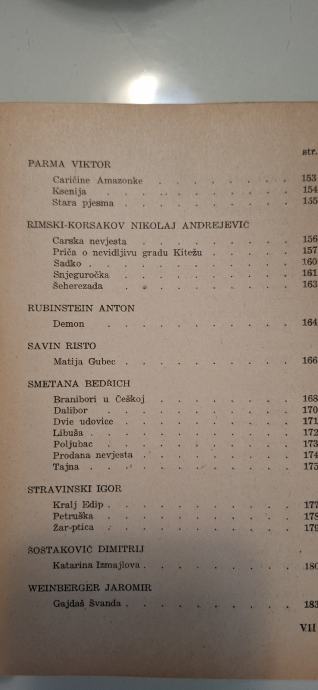 str.
PARMA VIKTOR
Caričine Amazonke . . . . . . . . 153
Ksenija . . . . . . . . . . . 154
Stara pjesma . . . . . . . . . 155
RIMSKI-KORSAKOV NIKOLAJ ANDREJEVIĆ
Carska nevjesta . . . . . . . . . 156
Priča o nevidljivu gradu Kitežu . . . . . 157
Sadko . . . . . . . . . . . . 160
Snjeguročka . . . . . . . . . . 161
Šeherezada . . . . . . . . . . 163
RUBINSTEIN ANTON
Demon . . . . . . . . . . . 164
SAVIN RISTO
Matija Gubec . . . . . . . . . 166
SMETANA BEDŘICH
Branibori u Češkoj . . . . . . . . 168
Dalibor . . . . . . . . . . . 170
Dvie udovice . . . . . . . . . 171
Libuša . . . . . . . . . . . 172
Poljubac . . . . . . . . . . . 173
Prodana nevjesta . . . . . . . . 174
Tajna . . . . . . . . . . . . 175
STRAVINSKI IGOR
Kralj Edip . . . . . . . . . . 177
Petruška . . . . . . . . . . . 178
Žar-ptica . . . . . . . . . . . 179
ŠOSTAKOVIĆ DIMITRIJ
Katarina Izmajlova . . . . . . . . 180
WEINBERGER JAROMIR
Gajdaš Švanda . . . . . . . . . 183
VII